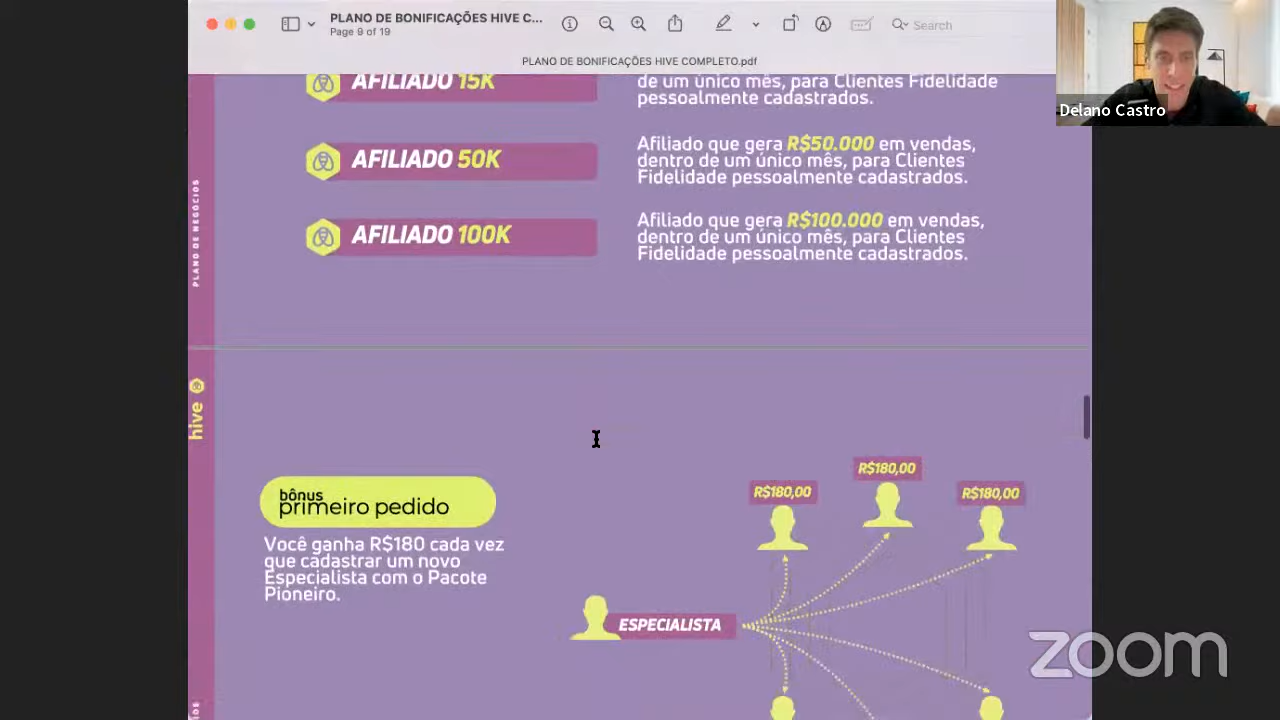 PLANO DE BONIFICAÇÕES HIVE C...
Page 9 of 19
Search
PLANO DE BONIFICAÇÕES HIVE COMPLETO.pdf
Delano Castro
AFILIADO 15K
de um único mês, para Clientes Fidelidade
pessoalmente cadastrados.
AFILIADO 50K
Afiliado que gera R$50.000 em vendas,
dentro de um único mês, para Clientes
Fidelidade pessoalmente cadastrados.
AFILIADO 100K
Afiliado que gera R$100.000 em vendas,
dentro de um único mês, para Clientes
Fidelidade pessoalmente cadastrados.
PLANO DE NEGÓCIOS
hive
bônus
primeiro pedido
Você ganha R$180 cada vez
que cadastrar um novo
Especialista com o Pacote
Pioneiro.
R$180,00
R$180,00
R$180,00
ESPECIALISTA
zoom